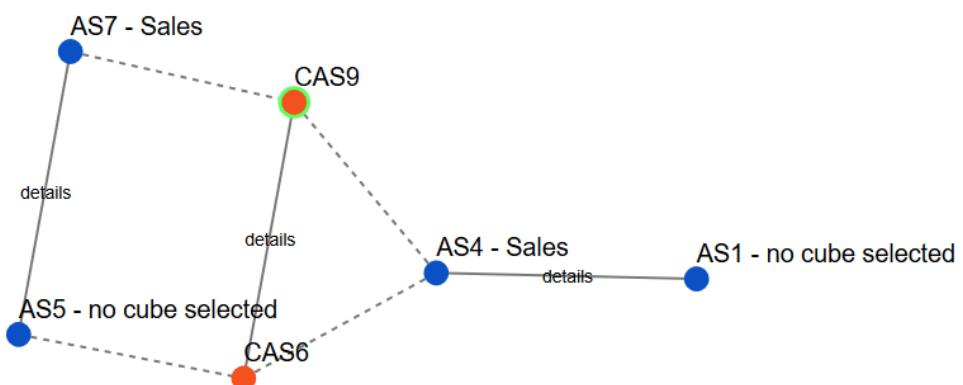 AS7 - Sales
CAS9
details
details
AS4 - Sales
AS1 - no cube selected
details
AS5 - no cube selected
CAS6